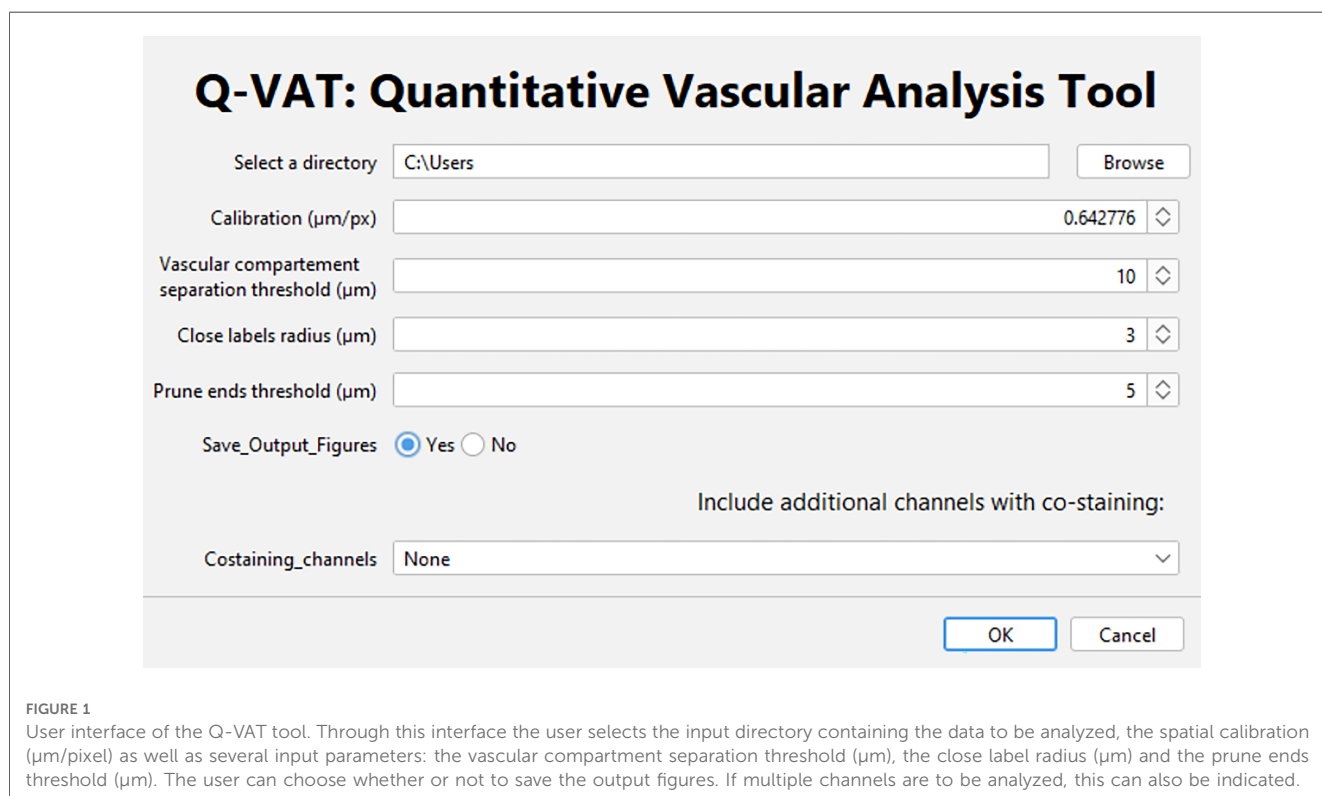 Q-VAT: Quantitative Vascular Analysis Tool
Select a directory
C:\Users
Browse
Calibration (µm/px)
0.642776
Vascular compartement
separation threshold (µm)
10
Close labels radius (µm)
3
Prune ends threshold (µm)
5
Save_Output_Figures
Yes
No
Include additional channels with co-staining:
Costaining_channels
None
OK
Cancel
FIGURE 1
User interface of the Q-VAT tool. Through this interface the user selects the input directory containing the data to be analyzed, the spatial calibration
(µm/pixel) as well as several input parameters: the vascular compartment separation threshold (µm), the close label radius (µm) and the prune ends
threshold (µm). The user can choose whether or not to save the output figures. If multiple channels are to be analyzed, this can also be indicated.